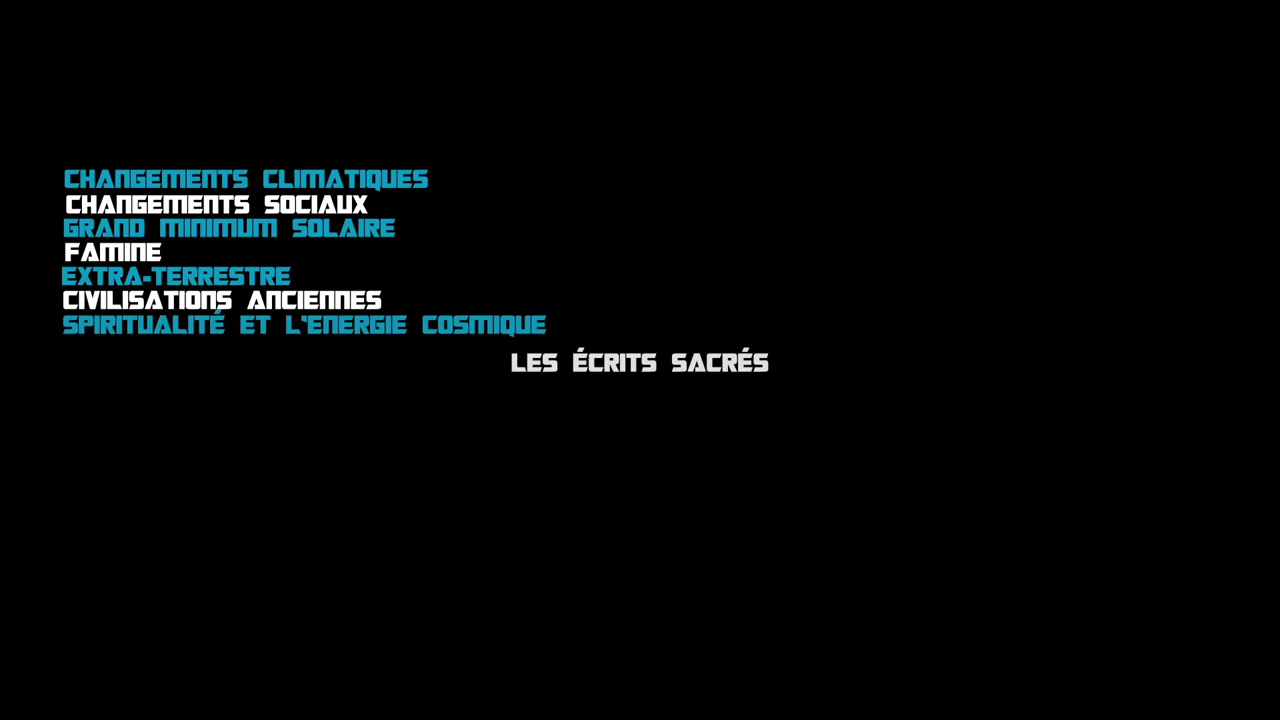 CHANGEMENTS CLIMATIQUES
CHANGEMENTS SOCIAUX
GRAND MINIMUM SOLAIRE
FAMINE
EXTRA-TERRESTRE
CIVILISATIONS ANCIENNES
SPIRITUALITÉ ET L'ENERGIE COSMIQUE
LES ÉCRITS SACRÉS